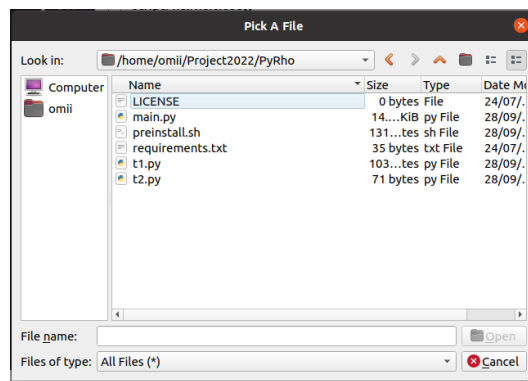 Pick A File
Look in: /home/omii/Project2022/PyRho
Computer
omii
Name Size Type Date Mo
LICENSE 0 bytes File 24/07/.
main.py 14....KiB py File 28/09/.
preinstall.sh 131...tes sh File 28/09/.
requirements.txt 35 bytes txt File 24/07/.
t1.py 103...tes py File 28/09/.
t2.py 71 bytes py File 28/09/.
File name: Open
Files of type: All Files (*) Cancel